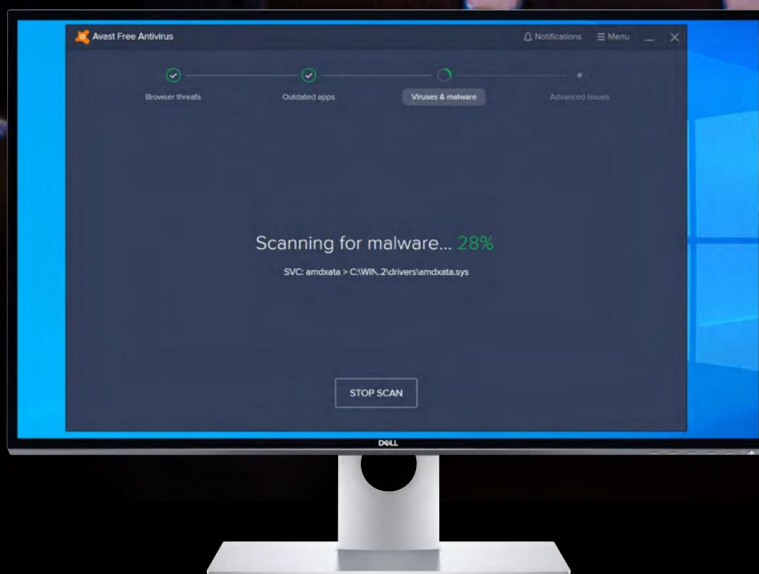 Avast Free Antivirus
Notifications
Menu
Browser threats
Outdated apps
Viruses & malware
Advanced issues
Scanning for malware... 28%
SVC: amdxata > C:\WIN..2\drivers\amdxata.sys
STOP SCAN
DELL